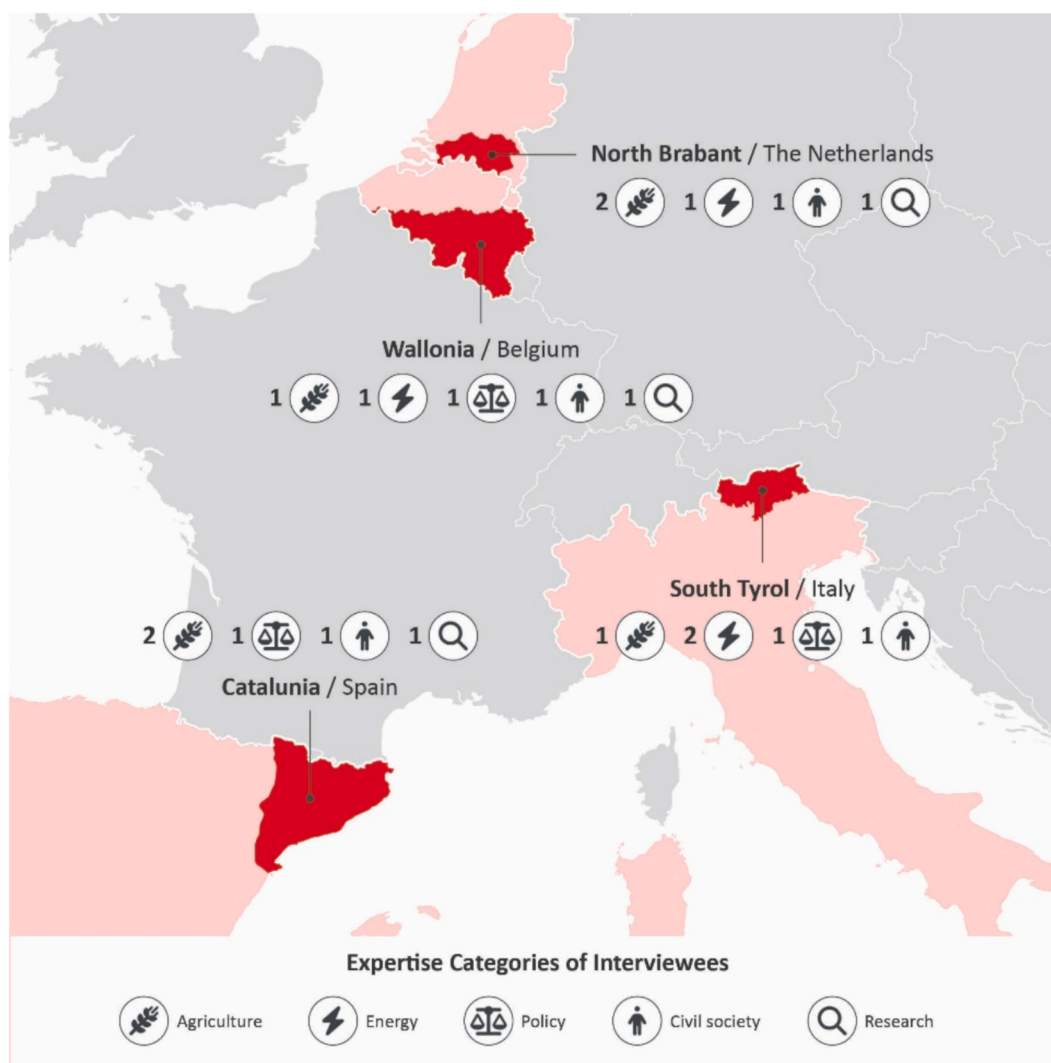 North Brabant / The Netherlands
2 1 1 1
Wallonia / Belgium
1 1 1 1 1
South Tyrol / Italy
1 2 1 1
2 1 1 1
Catalunia / Spain
Expertise Categories of Interviewees
Agriculture Energy Policy Civil society Research